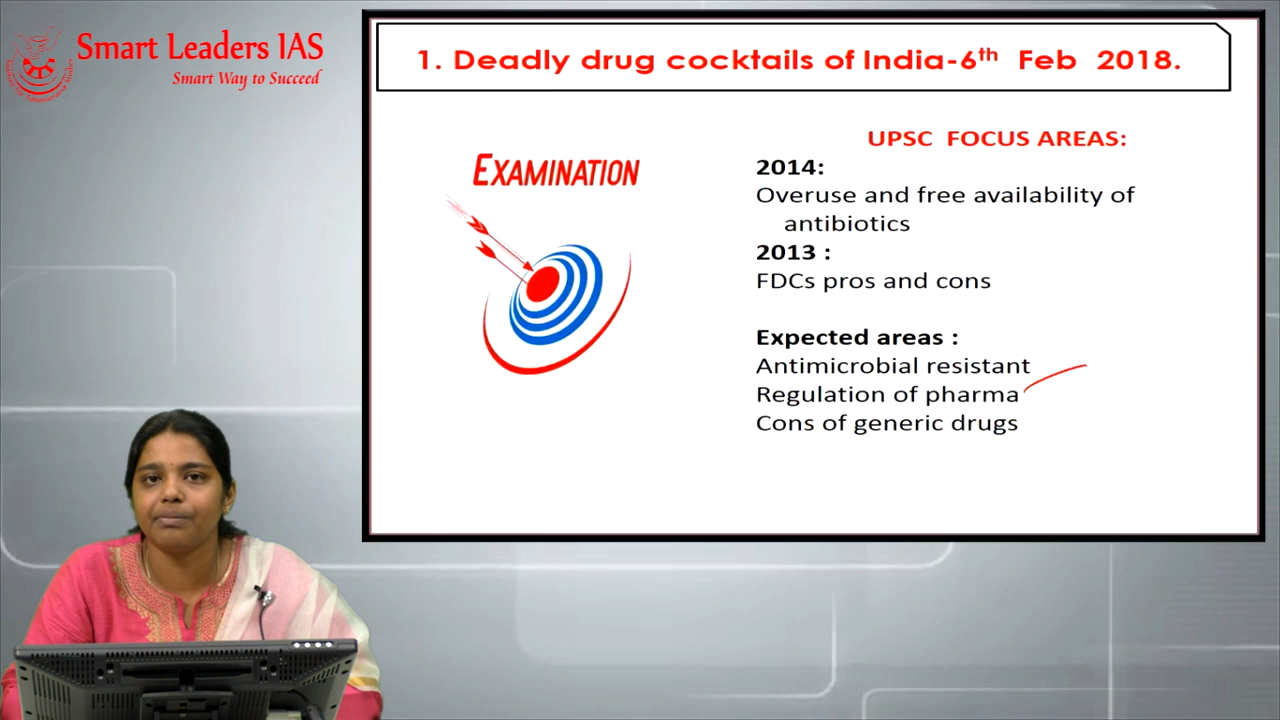 Smart Leaders IAS
Smart Way to Succeed
1. Deadly drug cocktails of India-6th Feb 2018.
EXAMINATION
UPSC FOCUS AREAS:
2014:
Overuse and free availability of
antibiotics
2013 :
FDCs pros and cons
Expected areas :
Antimicrobial resistant
Regulation of pharma
Cons of generic drugs